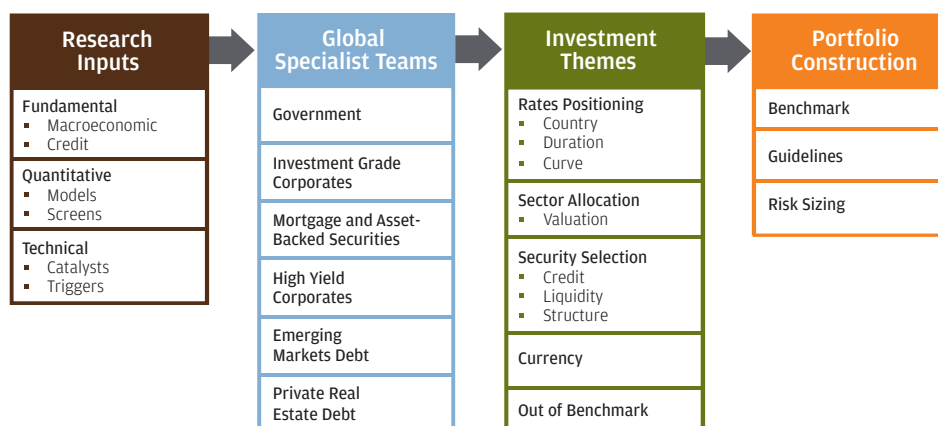 Research
Inputs
Fundamental
▪ Macroeconomic
▪ Credit
Quantitative
▪ Models
▪ Screens
Technical
▪ Catalysts
▪ Triggers
Global
Specialist Teams
Government
Investment Grade
Corporates
Mortgage and Asset-
Backed Securities
High Yield
Corporates
Emerging
Markets Debt
Private Real
Estate Debt
Investment
Themes
Rates Positioning
▪ Country
▪ Duration
▪ Curve
Sector Allocation
▪ Valuation
Security Selection
▪ Credit
▪ Liquidity
▪ Structure
Currency
Out of Benchmark
Portfolio
Construction
Benchmark
Guidelines
Risk Sizing